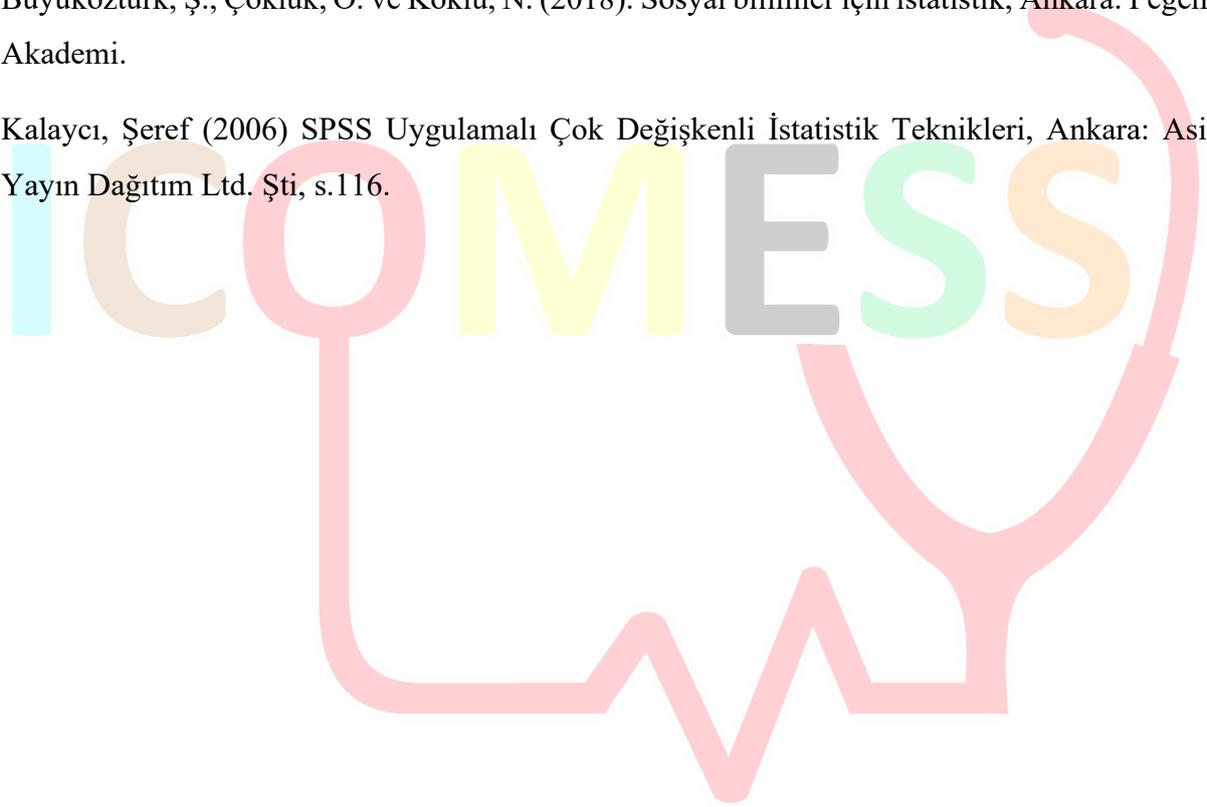 Büyüköztürk, Ş., Çokluk, Ö. ve Köklü, N. (2018). Sosyal bilimler için istatistik, Ankara: Pegem
Akademi.
Kalaycı, Şeref (2006) SPSS Uygulamalı Çok Değişkenli İstatistik Teknikleri, Ankara: Asi
Yayın Dağıtım Ltd. Şti, s.116.
ICOMESS